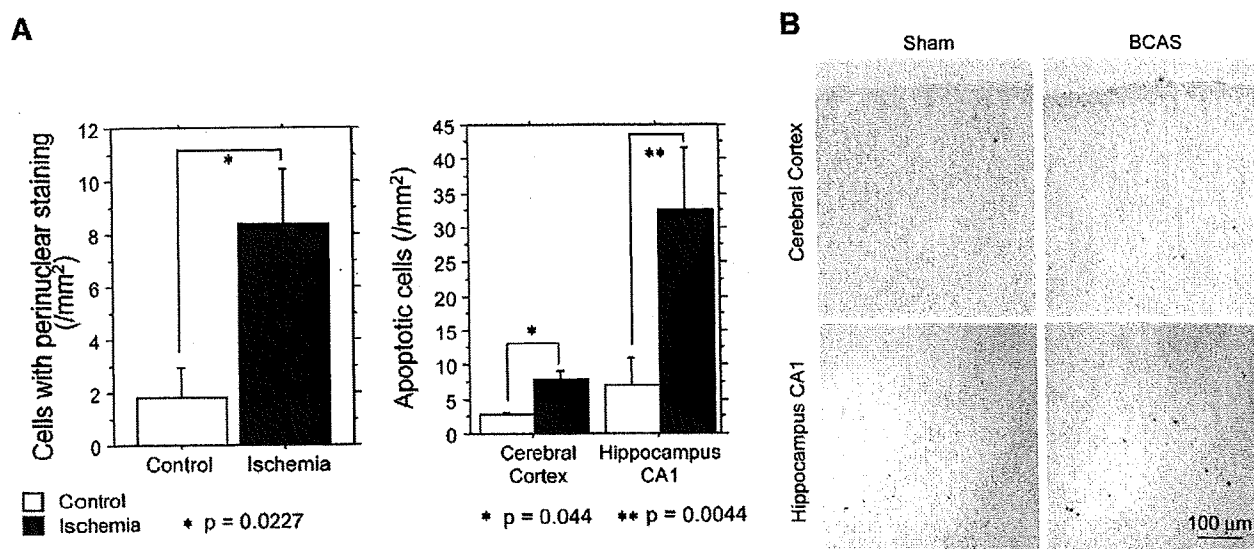 A
Cells with perinuclear staining
(/mm²)
12
10
8
6
4
2
0
*
Control
Ischemia
Control
Ischemia
* p = 0.0227
Apoptotic cells (/mm²)
45
40
35
30
25
20
15
10
5
0
*
**
Cerebral
Cortex
Hippocampus
CA1
* p = 0.044
** p = 0.0044
B
Sham
BCAS
Cerebral Cortex
Hippocampus CA1
100 µm